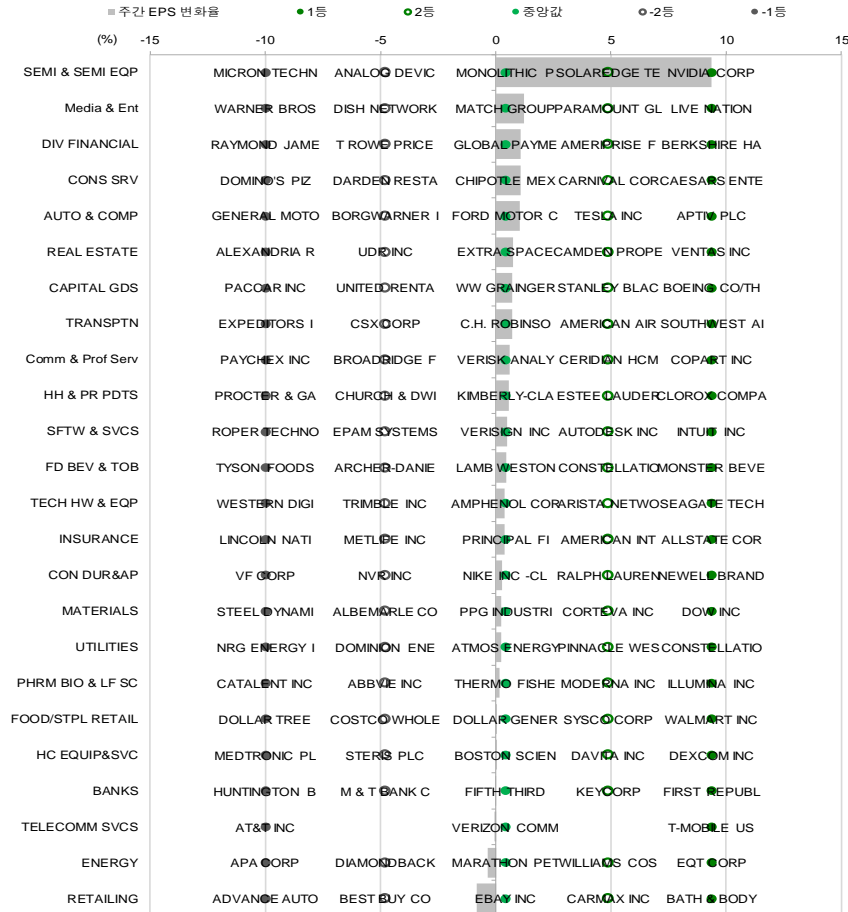 주간 EPS 변화율 1등 2등 중앙값 -2등 -1등
(%) -15 -10 -5 0 5 10 15
SEMI & SEMI EQP MICRON TECHN ANALOG DEVIC MONOLITHIC P SOLAREDGE TE NVIDIA CORP
Media & Ent WARNER BROS DISH NETWORK MATCH GROUP PARAMOUNT GL LIVE NATION
DIV FINANCIAL RAYMOND JAME T ROWE PRICE GLOBAL PAYME AMERIPRISE F BERKSHIRE HA
CONS SRV DOMINO'S PIZ DARDEN RESTA CHIPOTLE MEX CARNIVAL COR CAESARS ENTE
AUTO & COMP GENERAL MOTO BORGWARNER I FORD MOTOR C TESLA INC APTIV PLC
REAL ESTATE ALEXANDRIA R UDR INC EXTRA SPACE CAMDEN PROPE VENTAS INC
CAPITAL GDS PACCAR INC UNITED RENTA WW GRAINGER STANLEY BLAC BOEING CO/TH
TRANSPTN EXPEDITORS I CSX CORP C.H. ROBINSO AMERICAN AIR SOUTHWEST AI
Comm & Prof Serv PAYCHEX INC BROADRIDGE F VERISK ANALY CERIDIAN HCM COPART INC
HH & PR PDTS PROCTER & GA CHURCH & DWI KIMBERLY-CLA ESTEE LAUDER CLOROX COMPA
SFTW & SVCS ROPER TECHNO EPAM SYSTEMS VERISIGN INC AUTODESK INC INTUIT INC
FD BEV & TOB TYSON FOODS ARCHER-DANIE LAMB WESTON CONSTELLATIO MONSTER BEVE
TECH HW & EQP WESTERN DIGI TRIMBLE INC AMPHENOL COR ARISTA NETWO SEAGATE TECH
INSURANCE LINCOLN NATI METLIFE INC PRINCIPAL FI AMERICAN INT ALLSTATE COR
CON DUR&AP VF CORP NVR INC NIKE INC -CL RALPH LAUREN NEWELL BRAND
MATERIALS STEEL DYNAMI ALBEMARLE CO PPG INDUSTRI CORTEVA INC DOW INC
UTILITIES NRG ENERGY I DOMINION ENE ATMOS ENERGY PINNACLE WES CONSTELLATIO
PHRM BIO & LF SC CATALENT INC ABBVIE INC THERMO FISHE MODERNA INC ILLUMINA INC
FOOD/STPL RETAIL DOLLAR TREE COSTCO WHOLE DOLLAR GENER SYSCO CORP WALMART INC
HC EQUIP&SVC MEDTRONIC PL STERIS PLC BOSTON SCIEN DAVITA INC DEXCOM INC
BANKS HUNTINGTON B M & T BANK C FIFTH THIRD KEYCORP FIRST REPUBL
TELECOMM SVCS AT&T INC VERIZON COMM T-MOBILE US
ENERGY APA CORP DIAMONDBACK MARATHON PET WILLIAMS COS EQT CORP
RETAILING ADVANCE AUTO BEST BUY CO EBAY INC CARMAX INC BATH & BODY